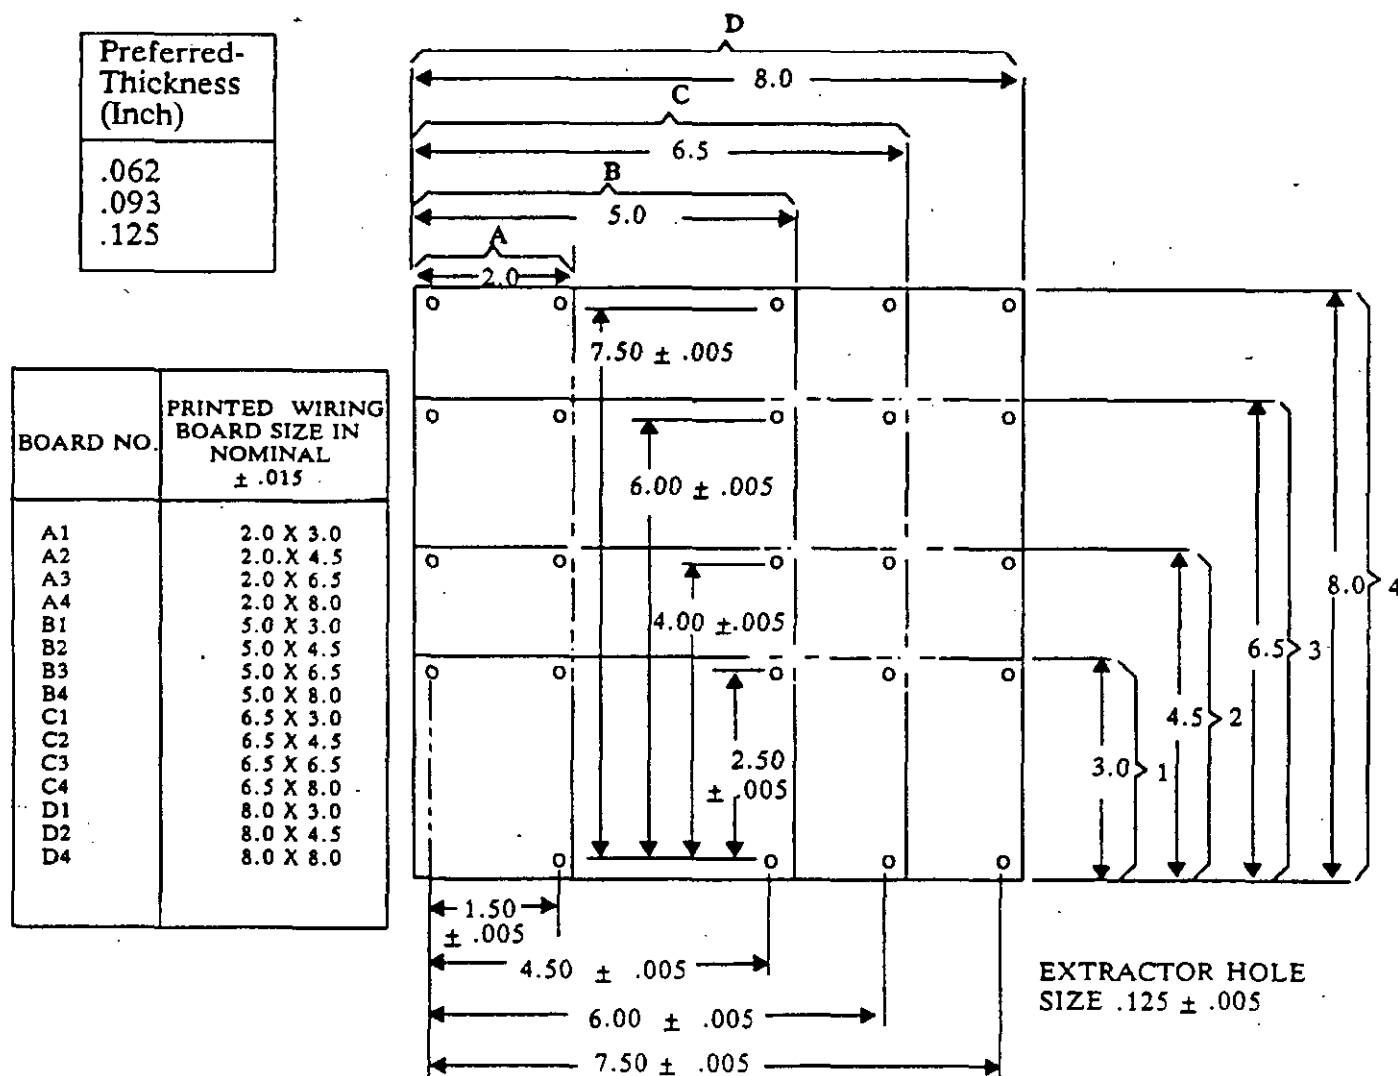 Preferred-
Thickness
(Inch)
.062
.093
.125
BOARD NO.
PRINTED WIRING
BOARD SIZE IN
NOMINAL
± .015
A1 2.0 X 3.0
A2 2.0.X 4.5
A3 2.0 X 6.5
A4 2.0 X 8.0
B1 5.0 X 3.0
B2 5.0 X 4.5
B3 5.0 X 6.5
B4 5.0 X 8.0
C1 6.5 X 3.0
C2 6.5 X 4.5
C3 6.5 X 6.5
C4 6.5 X 8.0
D1 8.0 X 3.0
D2 8.0 X 4.5
D4 8.0 X 8.0
D
8.0
C
6.5
B
5.0
A
2.0
7.50 ± .005
6.00 ± .005
4.00 ±.005
2.50
± .005
3.0 1
4.5 2
6.5 3
8.0 4
1.50
± .005
4.50 ± .005
6.00 ± .005
7.50 ± .005
EXTRACTOR HOLE
SIZE .125 ± .005